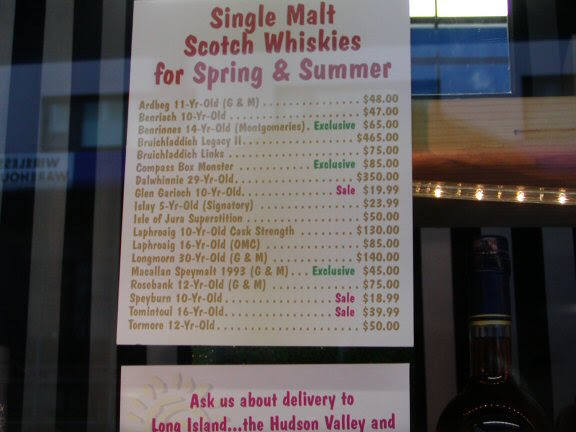 Single Malt
Scotch Whiskies
for Spring & Summer
Ardbeg 11-Yr-Old (G & M) . . . . . . . . . . . . . . $48.00
Benriach 10-Yr-Old . . . . . . . . . . . . . . . . . . . . $47.00
Benrinnes 14-Yr-Old (Montgomeries). Exclusive $65.00
Bruichladdich Legacy II. . . . . . . . . . . . . . . . . $465.00
Bruichladdich Links . . . . . . . . . . . . . . . . . . . $75.00
Compass Box Monster . . . . . . . . . . . Exclusive $85.00
Dalwhinnie 29-Yr-Old. . . . . . . . . . . . . . . . . . $350.00
Glen Garioch 10-Yr-Old. . . . . . . . . . . . . Sale $19.99
Islay 5-Yr-Old (Signatory) . . . . . . . . . . . . . . $23.99
Isle of Jura Superstition . . . . . . . . . . . . . . . $50.00
Laphroaig 10-Yr-Old Cask Strength . . . . . . . . $130.00
Laphroaig 16-Yr-Old (OMC) . . . . . . . . . . . . . $85.00
Longmorn 30-Yr-Old (G & M) . . . . . . . . . . . . $140.00
Macallan Speymalt 1993 (G & M) . . . Exclusive $45.00
Rosebank 12-Yr-Old (G & M) . . . . . . . . . . . . $75.00
Speyburn 10-Yr-Old . . . . . . . . . . . . . . . . Sale $18.99
Tomintoul 16-Yr-Old . . . . . . . . . . . . . . . Sale $39.99
Tormore 12-Yr-Old. . . . . . . . . . . . . . . . . . . . $50.00
Ask us about delivery to
Long Island...the Hudson Valley and
WIRELESS
WAREHOUSE